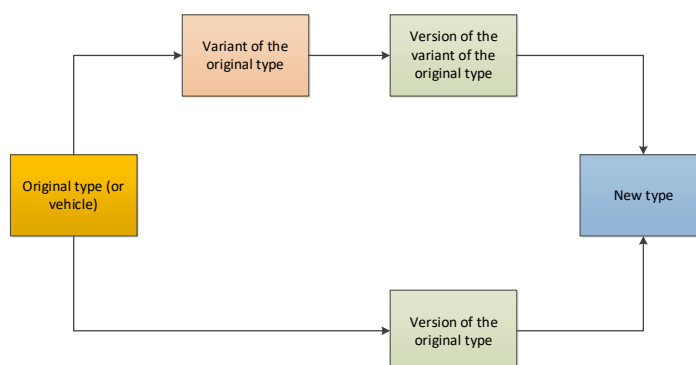 Variant of the
original type
Version of the
variant of the
original type
Original type (or
vehicle)
New type
Version of the
original type